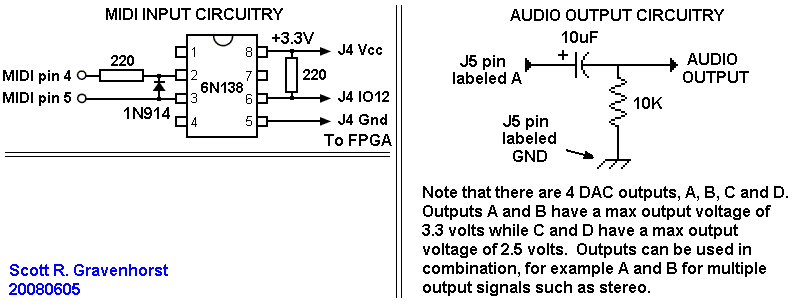 MIDI INPUT CIRCUITRY
+3.3V
220
1
8
J4 Vcc
MIDI pin 4
2
7
220
6N138
MIDI pin 5
3
6
J4 IO12
1N914
4
5
J4 Gnd
To FPGA
Scott R. Gravenhorst
20080605
AUDIO OUTPUT CIRCUITRY
10uF
+
J5 pin
labeled A
AUDIO
OUTPUT
10K
J5 pin
labeled
GND
Note that there are 4 DAC outputs, A, B, C and D.
Outputs A and B have a max output voltage of
3.3 volts while C and D have a max output
voltage of 2.5 volts.  Outputs can be used in
combination, for example A and B for multiple
output signals such as stereo.